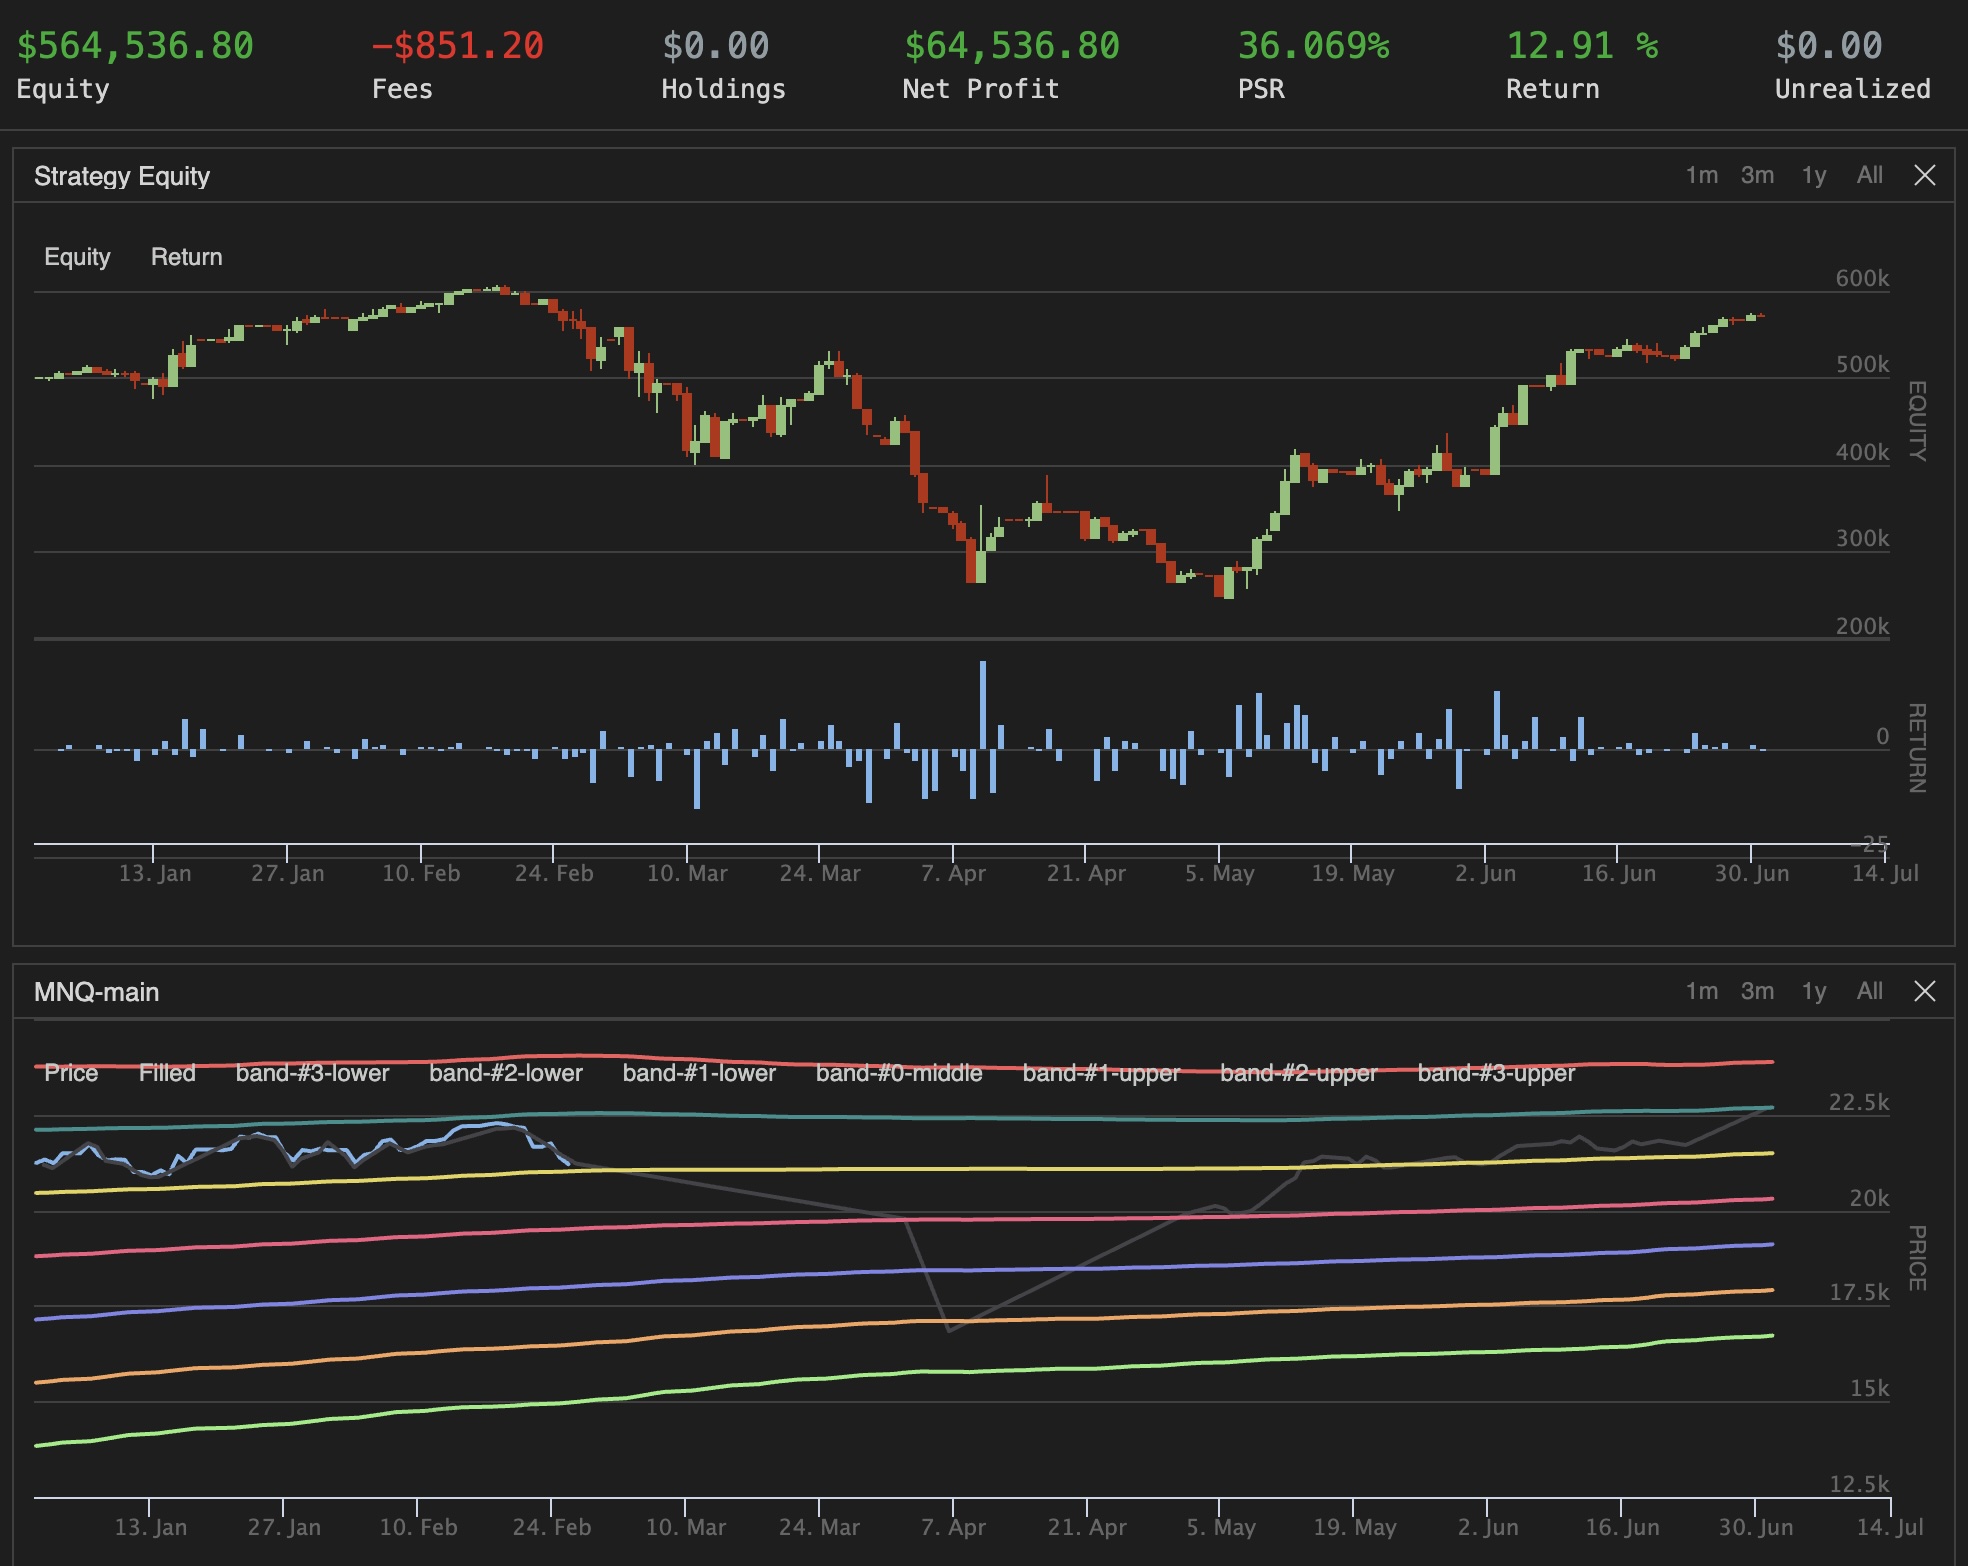 $564,536.80 −$851.20 $0.00 $64,536.80 36.069% 12.91 % $0.00
Equity Fees Holdings Net Profit PSR Return Unrealized
Strategy Equity 1m 3m 1y All
Equity Return
600k
500k
EQUITY
400k
300k
200k
0
RETURN
−25
13. Jan 27. Jan 10. Feb 24. Feb 10. Mar 24. Mar 7. Apr 21. Apr 5. May 19. May 2. Jun 16. Jun 30. Jun 14. Jul
MNQ-main 1m 3m 1y All
Price Filled band-#3-lower band-#2-lower band-#1-lower band-#0-middle band-#1-upper band-#2-upper band-#3-upper
22.5k
20k
PRICE
17.5k
15k
12.5k
13. Jan 27. Jan 10. Feb 24. Feb 10. Mar 24. Mar 7. Apr 21. Apr 5. May 19. May 2. Jun 16. Jun 30. Jun 14. Jul